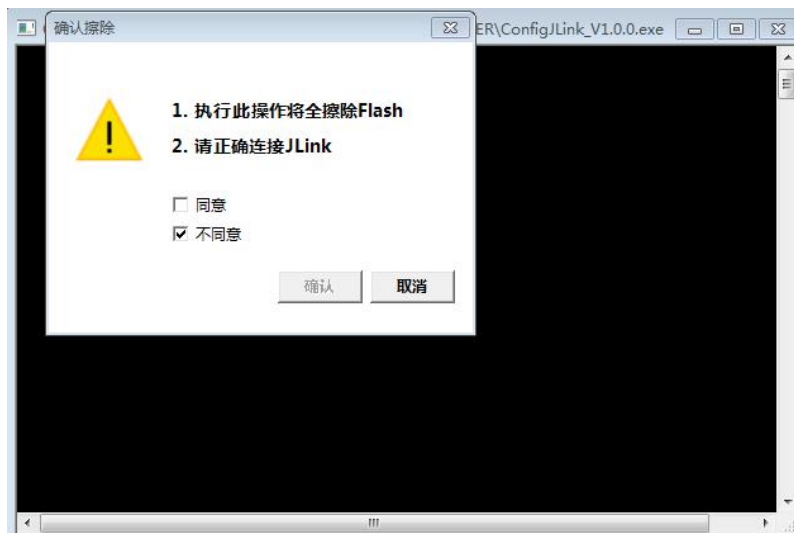 确认擦除
ER\ConfigJLink_V1.0.0.exe
1. 执行此操作将全擦除Flash
2. 请正确连接JLink
同意
不同意
确认
取消